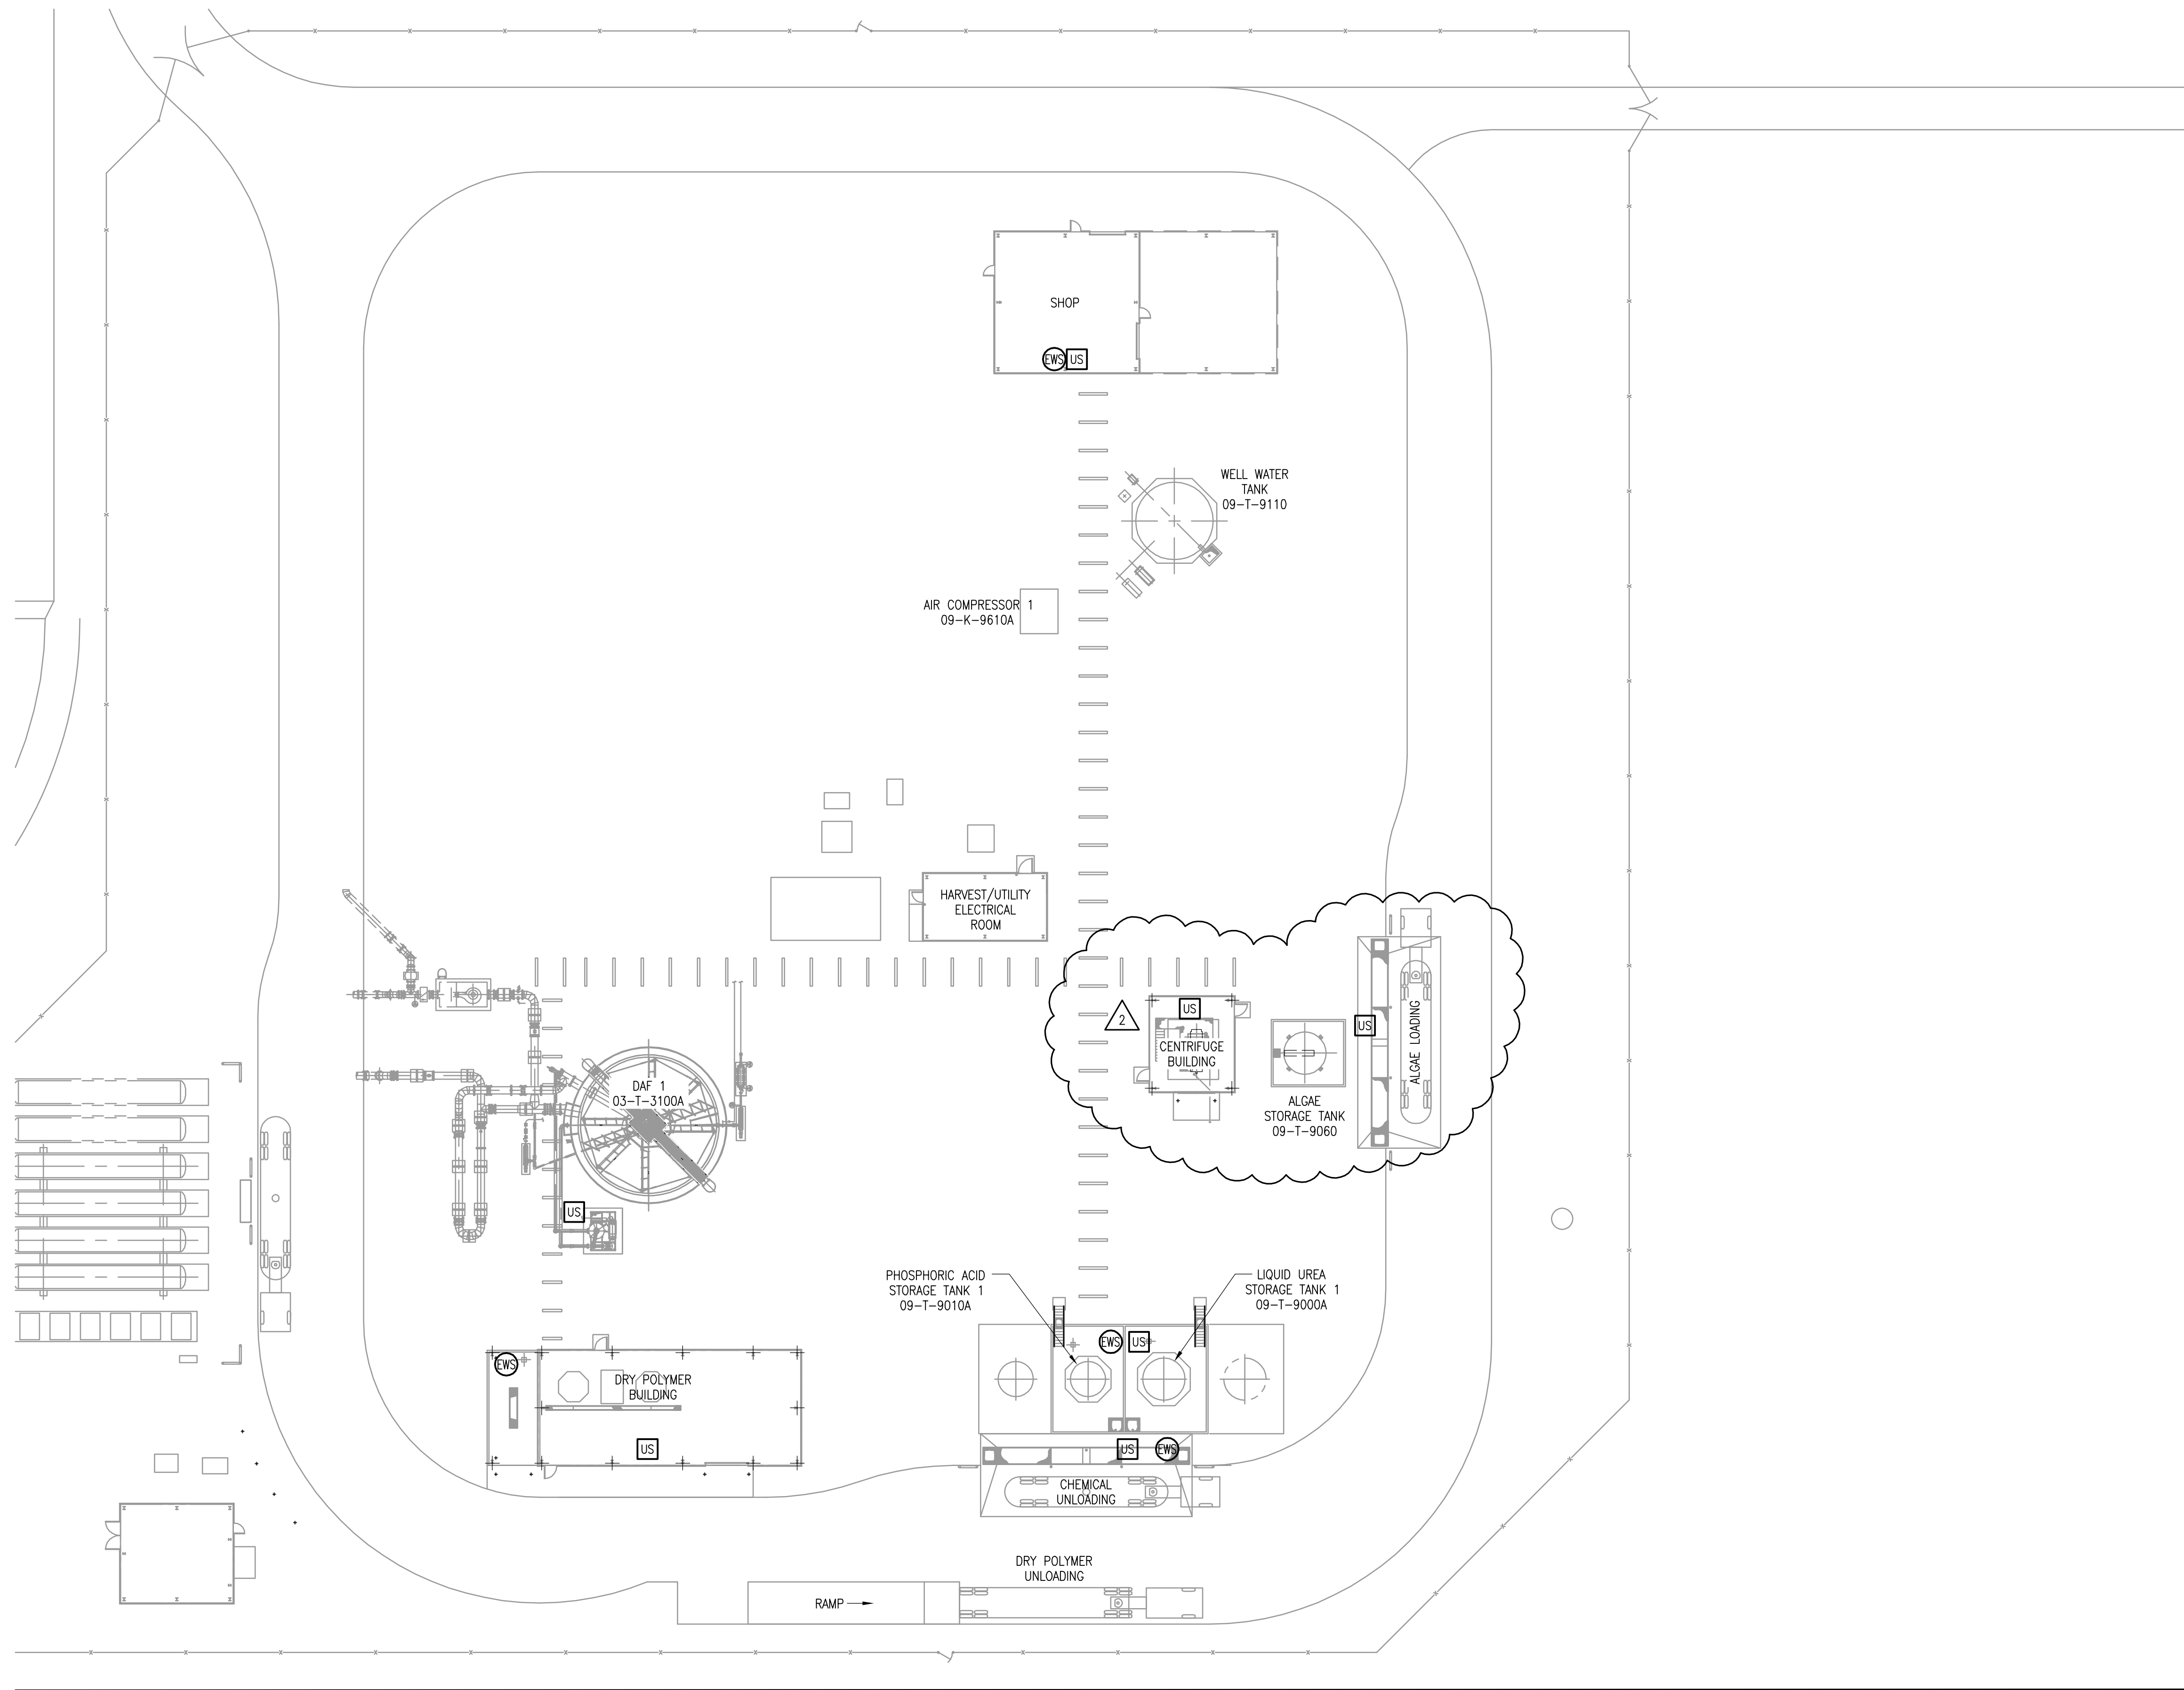 SHOP
EWS US
WELL WATER
TANK
09-T-9110
AIR COMPRESSOR 1
09-K-9610A
HARVEST/UTILITY
ELECTRICAL
ROOM
US
2
CENTRIFUGE
BUILDING
US
ALGAE LOADING
ALGAE
STORAGE TANK
09-T-9060
DAF 1
03-T-3100A
US
PHOSPHORIC ACID
STORAGE TANK 1
09-T-9010A
LIQUID UREA
STORAGE TANK 1
09-T-9000A
EWS US
EWS
DRY POLYMER
BUILDING
US
US EWS
CHEMICAL
UNLOADING
DRY POLYMER
UNLOADING
RAMP